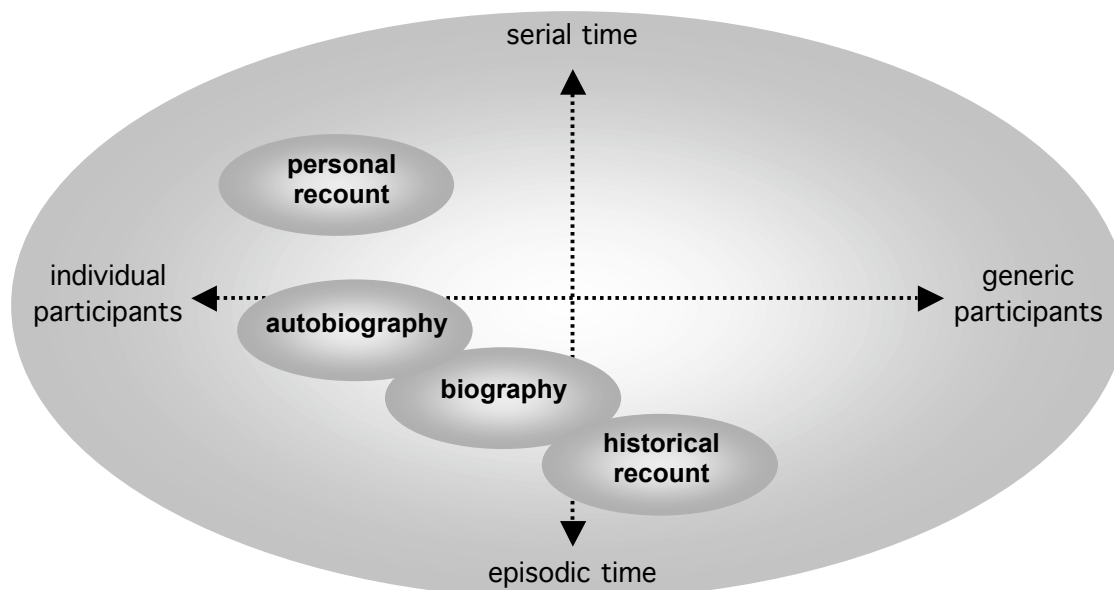 serial time
personal
recount
individual
participants
generic
participants
autobiography
biography
historical
recount
episodic time